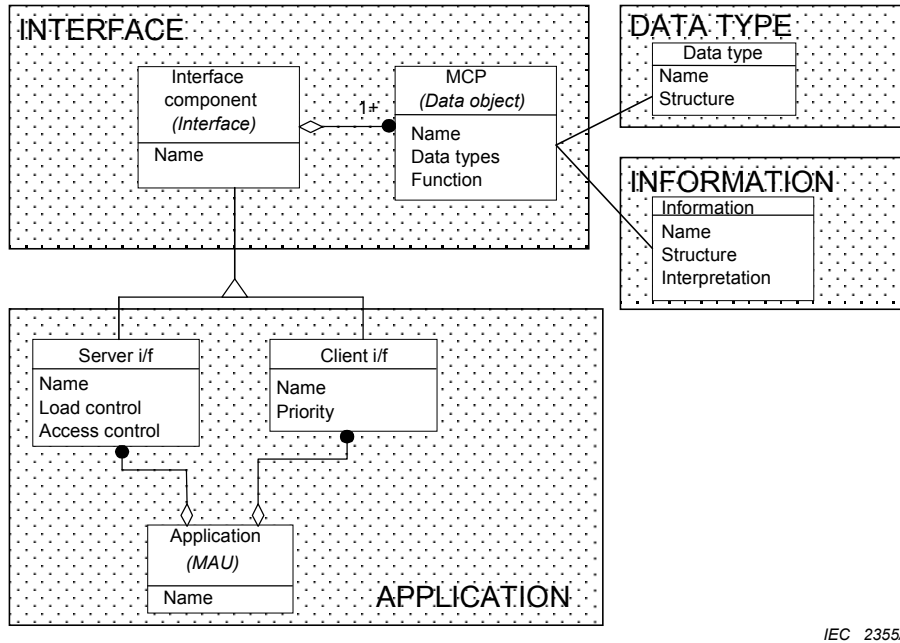 INTERFACE
Interface
component
(Interface)
Name
1+
MCP
(Data object)
Name
Data types
Function
DATA TYPE
Data type
Name
Structure
INFORMATION
Information
Name
Structure
Interpretation
Server i/f
Name
Load control
Access control
Client i/f
Name
Priority
Application
(MAU)
Name
APPLICATION
IEC 2355